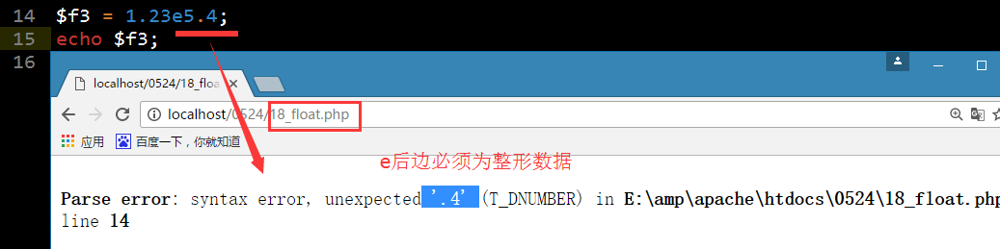 14 $f3 = 1.23e5.4;
15 echo $f3;
16
localhost/0524/18_floa
localhost/0524/18_float.php
应用 百度一下，你就知道
e后边必须为整形数据
Parse error: syntax error, unexpected '.4' (T_DNUMBER) in E:\amp\apache\htdocs\0524\18_float.php
line 14